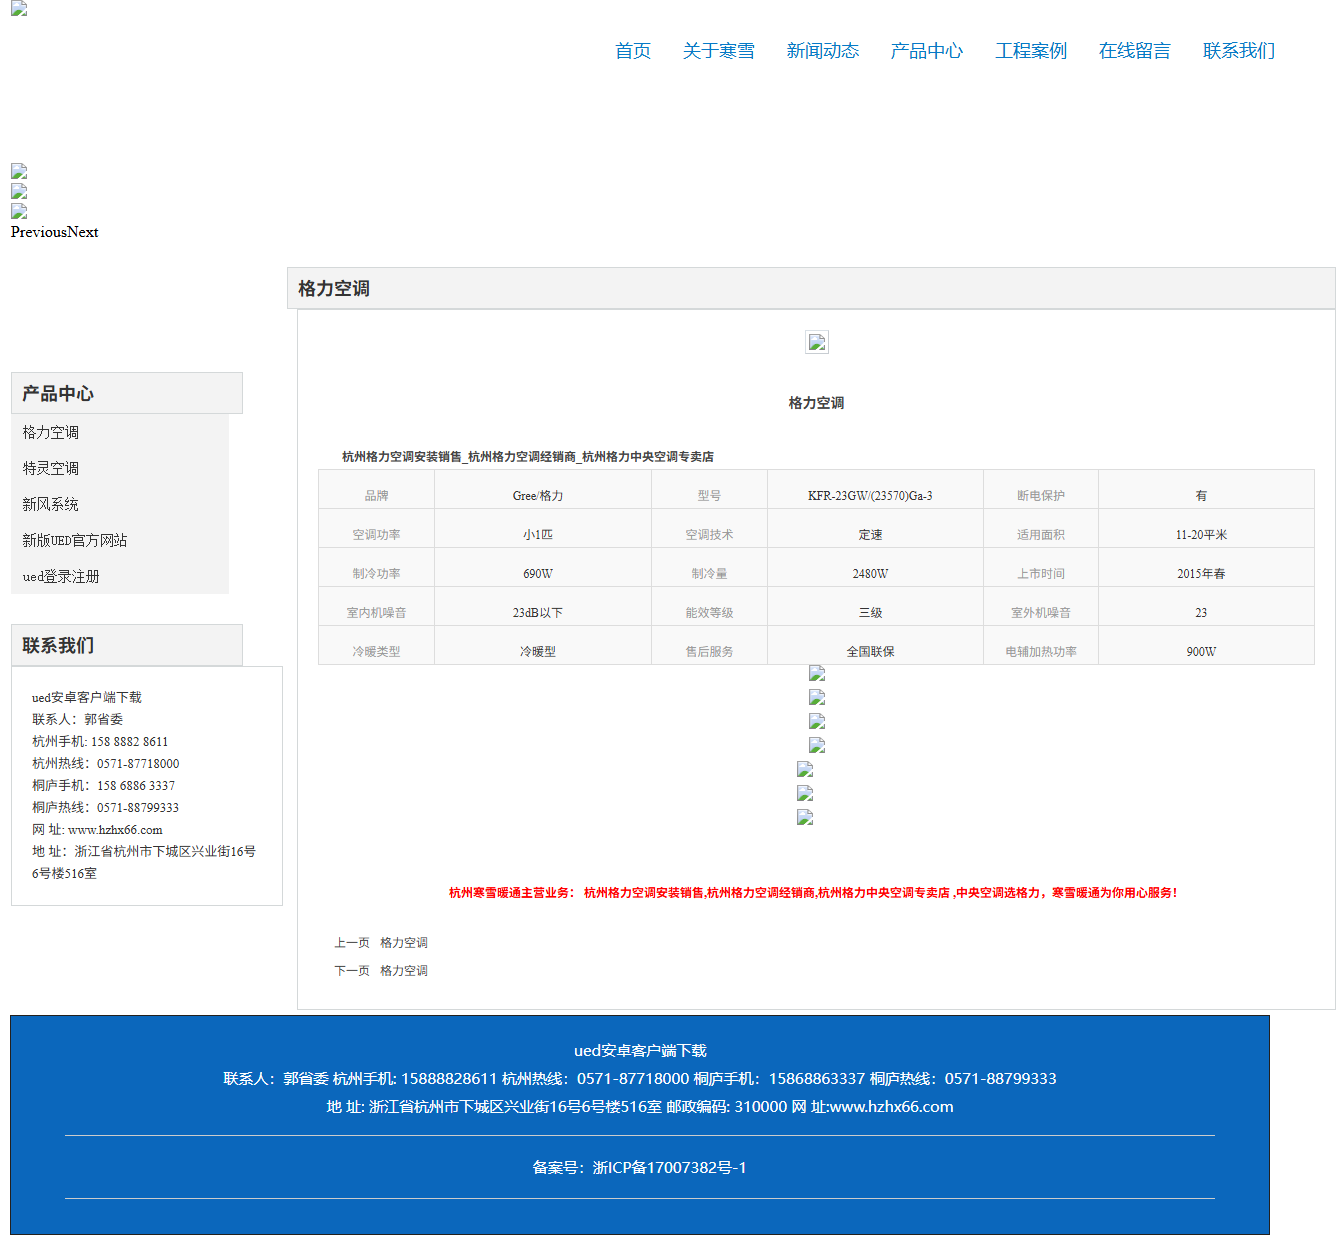 首页 关于寒雪 新闻动态 产品中心 工程案例 在线留言 联系我们
PreviousNext
格力空调
产品中心
格力空调
特灵空调
新风系统
新版UED官方网站
ued登录注册
联系我们
ued安卓客户端下载
联系人：郭省委
杭州手机: 158 8882 8611
杭州热线：0571-87718000
桐庐手机：158 6886 3337
桐庐热线：0571-88799333
网 址: www.hzhx66.com
地 址：浙江省杭州市下城区兴业街16号
6号楼516室
格力空调
杭州格力空调安装销售_杭州格力空调经销商_杭州格力中央空调专卖店
品牌 Gree/格力 型号 KFR-23GW/(23570)Ga-3 断电保护 有
空调功率 小1匹 空调技术 定速 适用面积 11-20平米
制冷功率 690W 制冷量 2480W 上市时间 2015年春
室内机噪音 23dB以下 能效等级 三级 室外机噪音 23
冷暖类型 冷暖型 售后服务 全国联保 电辅加热功率 900W
杭州寒雪暖通主营业务： 杭州格力空调安装销售,杭州格力空调经销商,杭州格力中央空调专卖店 ,中央空调选格力，寒雪暖通为你用心服务！
上一页 格力空调
下一页 格力空调
ued安卓客户端下载
联系人：郭省委 杭州手机: 15888828611 杭州热线：0571-87718000 桐庐手机：15868863337 桐庐热线：0571-88799333
地 址: 浙江省杭州市下城区兴业街16号6号楼516室 邮政编码: 310000 网 址:www.hzhx66.com
备案号：浙ICP备17007382号-1